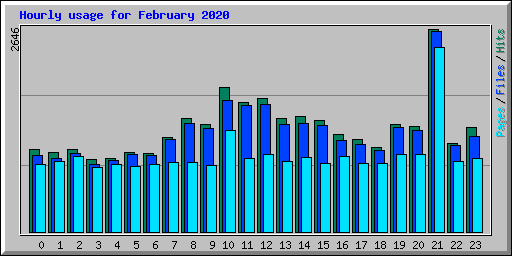 Hourly usage for February 2020
2646
Pages / Files / Hits
0 1 2 3 4 5 6 7 8 9 10 11 12 13 14 15 16 17 18 19 20 21 22 23